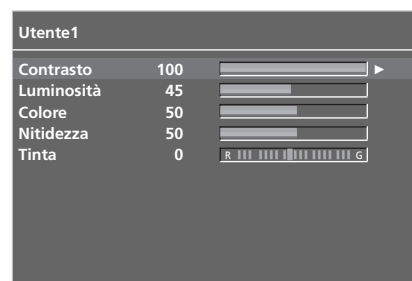 Utente1
Contrasto 100
Luminosità 45
Colore 50
Nitidezza 50
Tinta 0 R G